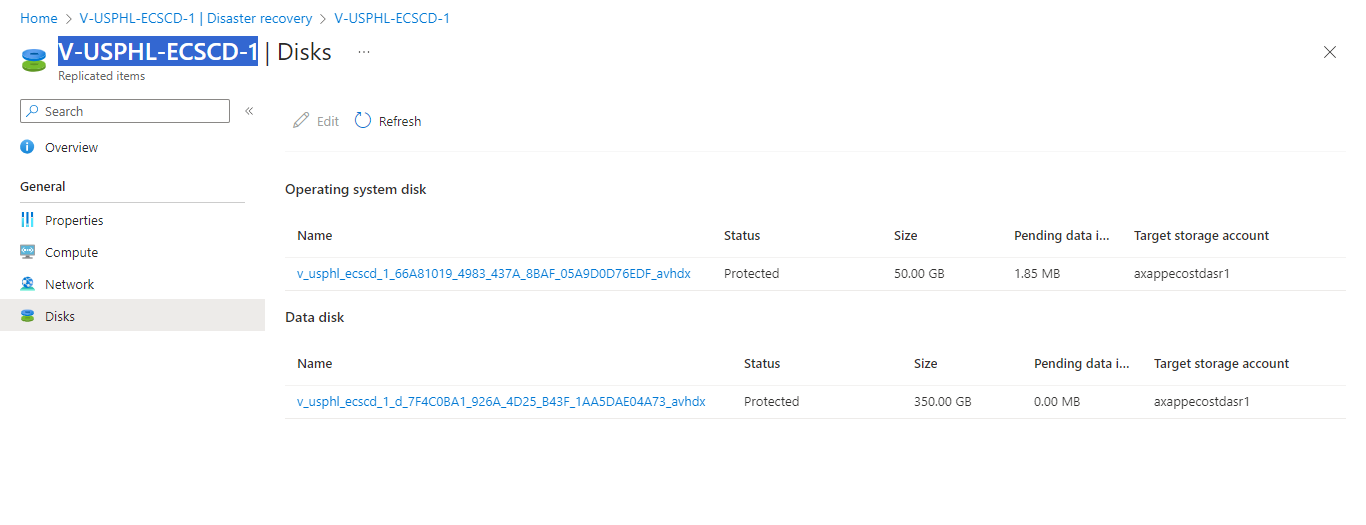 Home > V-USPHL-ECSCD-1 | Disaster recovery > V-USPHL-ECSCD-1
V-USPHL-ECSCD-1 | Disks ...
Replicated items
Search «
Overview
General
Properties
Compute
Network
Disks
Edit Refresh
Operating system disk
Name Status Size Pending data i... Target storage account
v_usphl_ecscd_1_66A81019_4983_437A_8BAF_05A9D0D76EDF_avhdx Protected 50.00 GB 1.85 MB axappecostdasr1
Data disk
Name Status Size Pending data i... Target storage account
v_usphl_ecscd_1_d_7F4C0BA1_926A_4D25_B43F_1AA5DAE04A73_avhdx Protected 350.00 GB 0.00 MB axappecostdasr1